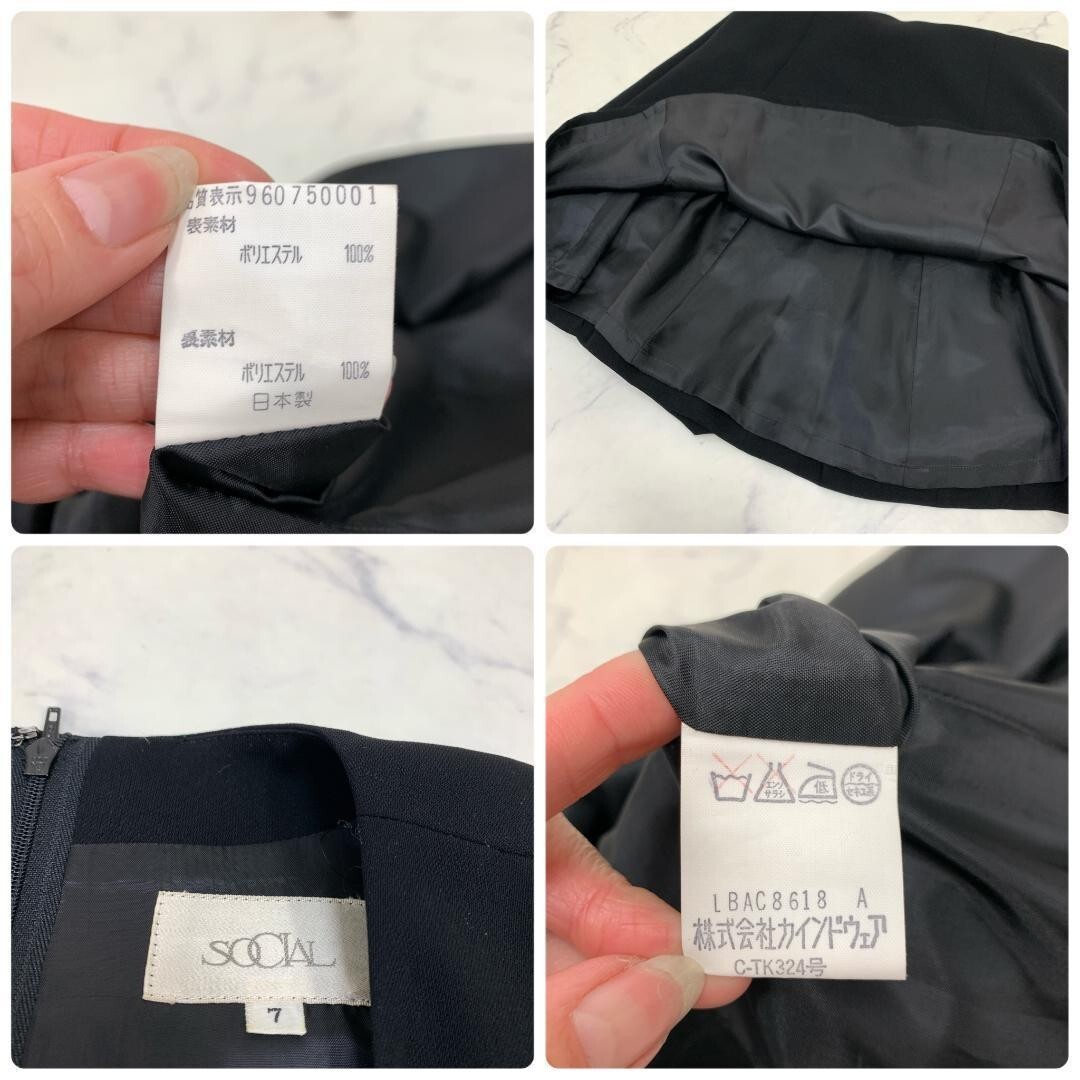 品質表示960750001
表素材
ポリエステル 100%
裏素材
ポリエステル 100%
日本製
SOCIAL
7
エンソ
サラシ
低
ドライ
セキユ系
LBAC8618 A
株式会社カインドウェア
C-TK324号